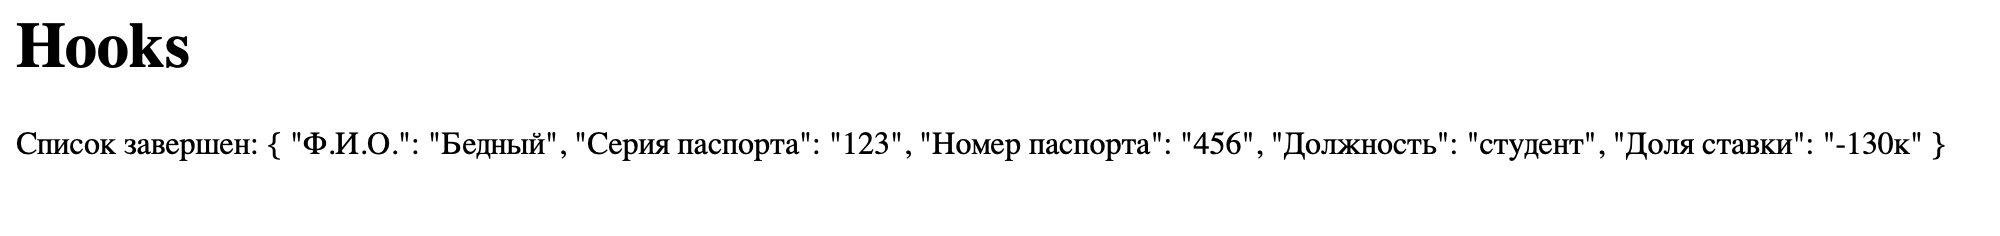 Hooks
Список завершен: { "Ф.И.О.": "Бедный", "Серия паспорта": "123", "Номер паспорта": "456", "Должность": "студент", "Доля ставки": "-130к" }